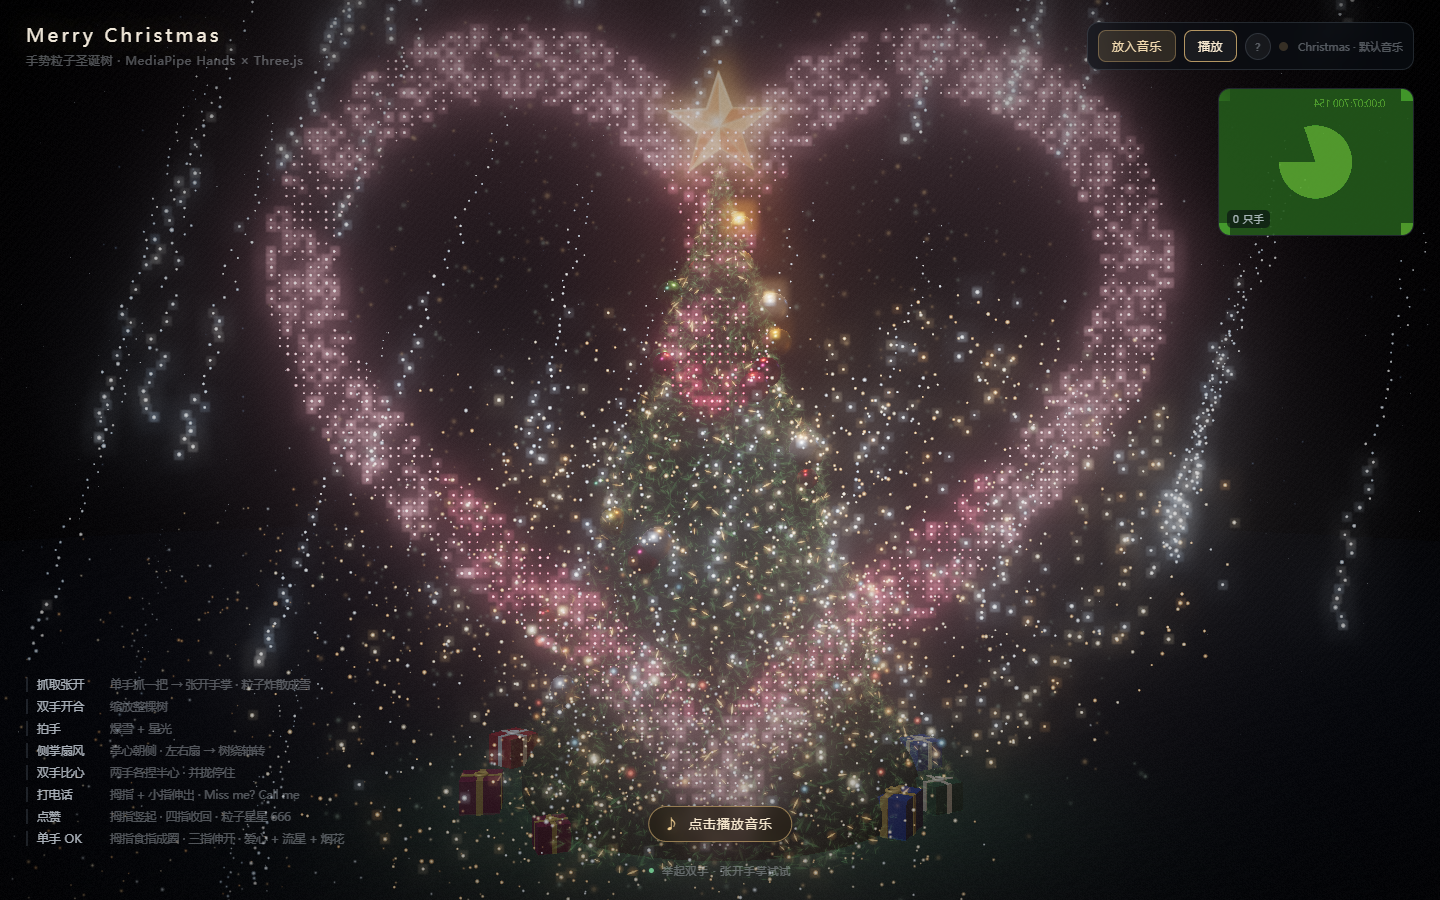 Merry Christmas
手势粒子圣诞树 · MediaPipe Hands × Three.js
放入音乐
播放
?
Christmas · 默认音乐
0:00:07.700 154
0 只手
抓取张开 单手抓一把 → 张开手掌 · 粒子炸散成雪
双手开合 缩放整棵树
拍手 爆雪 + 星光
侧掌扇风 掌心朝侧 · 左右扇 → 树绕轴转
双手比心 两手各捏半心 · 并拢停住
打电话 拇指 + 小指伸出 · Miss me? Call me
点赞 拇指竖起 · 四指收回 · 粒子星星 666
单手 OK 拇指食指成圈 · 三指伸开 · 爱心 + 流星 + 烟花
♪ 点击播放音乐
举起双手 · 张开手掌试试